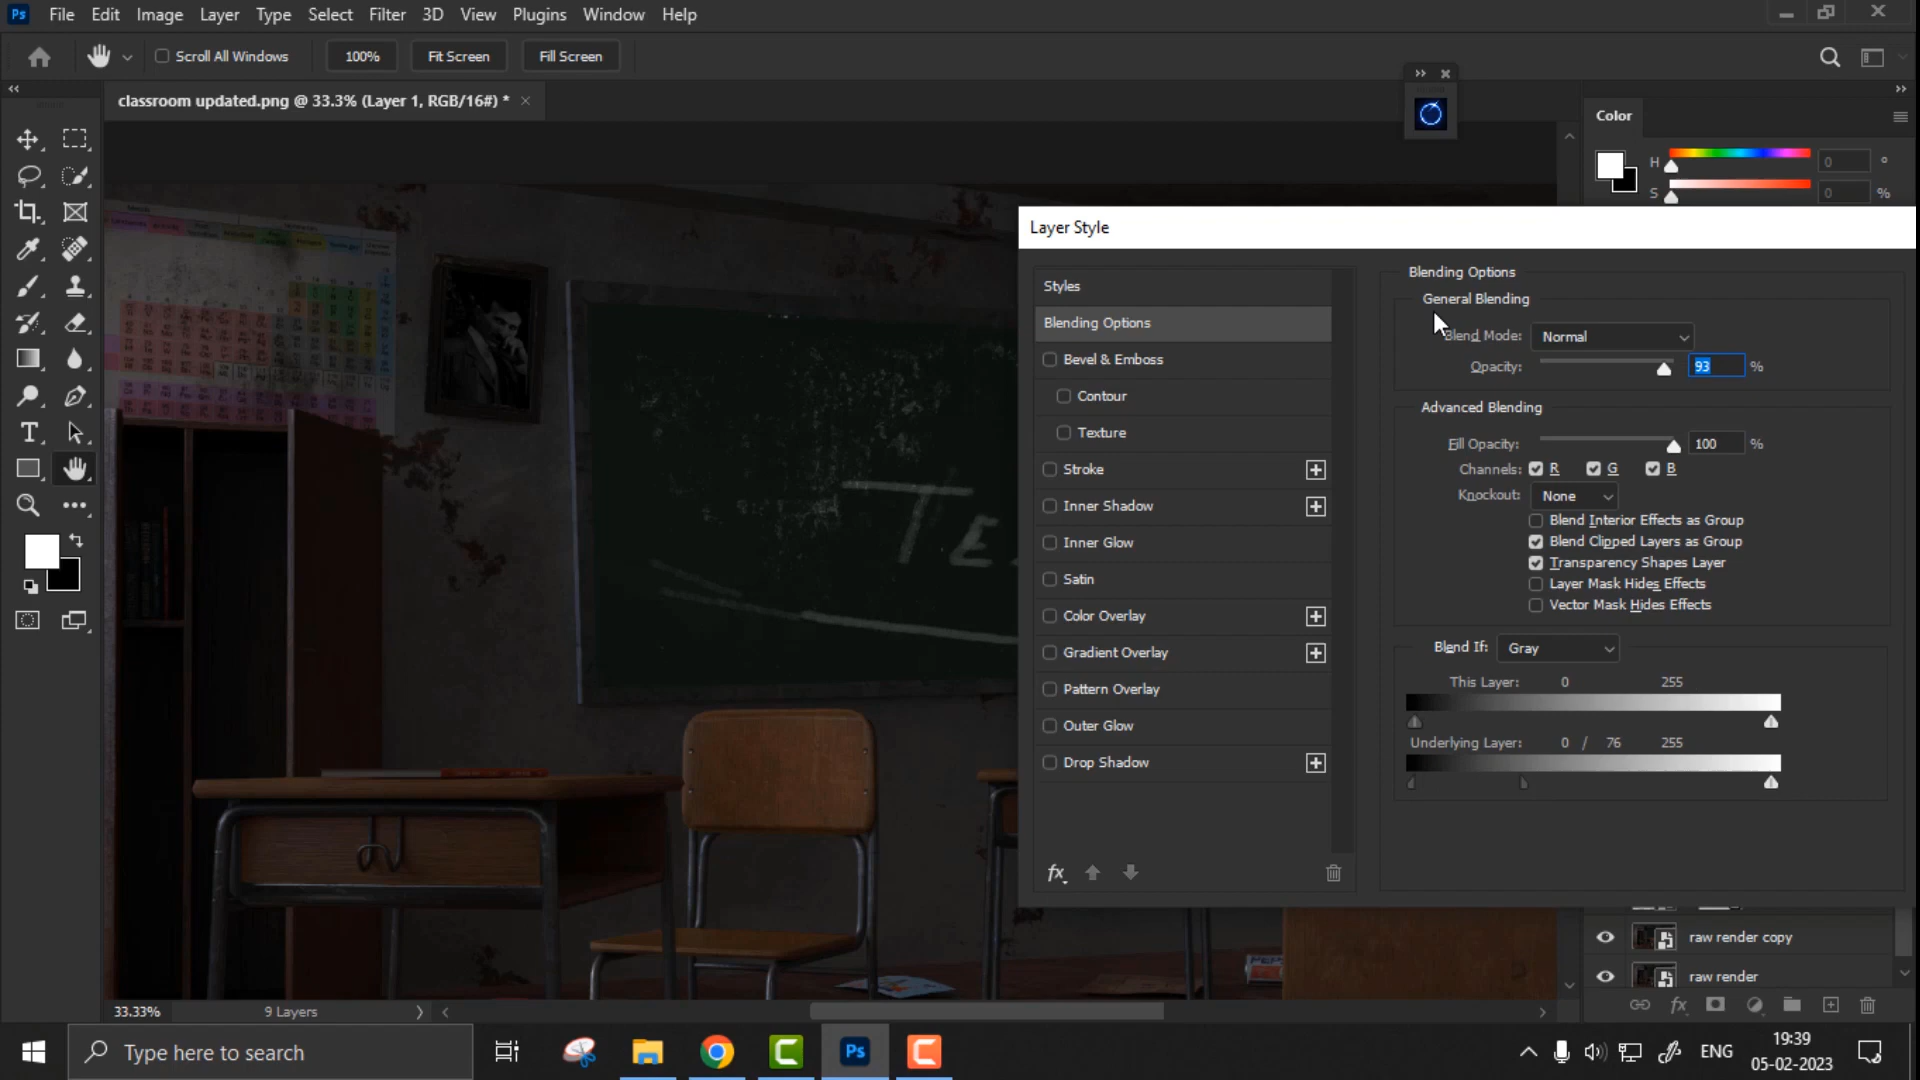 Ps File Edit Image Layer Type Select Filter 3D View Plugins Window Help
Scroll All Windows 100% Fit Screen Fill Screen
classroom updated.png @ 33.3% (Layer 1, RGB/16#) * ×
Color
H 0 °
S 0 %
Layer Style
Styles
Blending Options
Bevel & Emboss
Contour
Texture
Stroke
Inner Shadow
Inner Glow
Satin
Color Overlay
Gradient Overlay
Pattern Overlay
Outer Glow
Drop Shadow
fx
Blending Options
General Blending
Blend Mode: Normal
Opacity: 93 %
Advanced Blending
Fill Opacity: 100 %
Channels: R G B
Knockout: None
Blend Interior Effects as Group
Blend Clipped Layers as Group
Transparency Shapes Layer
Layer Mask Hides Effects
Vector Mask Hides Effects
Blend If: Gray
This Layer: 0 255
Underlying Layer: 0 / 76 255
TE
raw render copy
raw render
fx
33.33% 9 Layers
Type here to search
Ps
ENG
19:39
05-02-2023